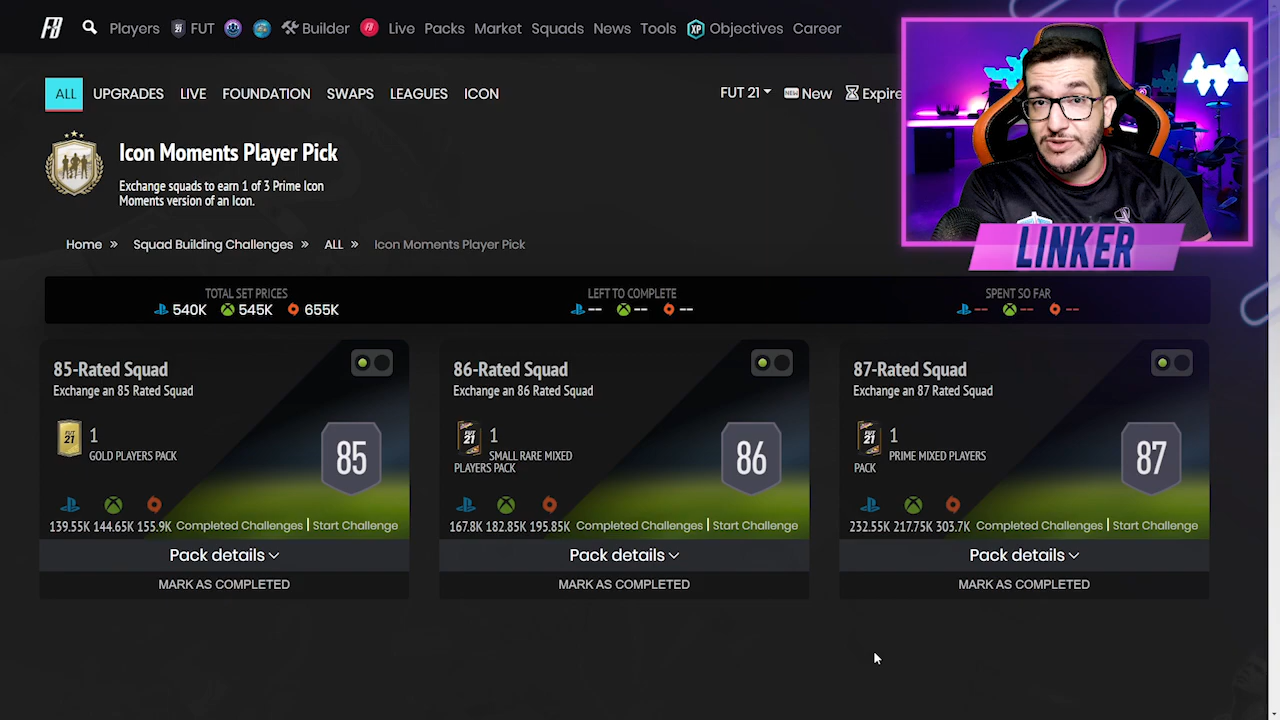 Players FUT Builder Live Packs Market Squads News Tools XP Objectives Career
ALL UPGRADES LIVE FOUNDATION SWAPS LEAGUES ICON FUT 21 NEW New Expire
Icon Moments Player Pick
Exchange squads to earn 1 of 3 Prime Icon
Moments version of an Icon.
LINKER
Home » Squad Building Challenges » ALL » Icon Moments Player Pick
TOTAL SET PRICES LEFT TO COMPLETE SPENT SO FAR
540K 545K 655K -- -- -- -- -- --
85-Rated Squad
Exchange an 85 Rated Squad
FUT 21
1
GOLD PLAYERS PACK
85
139.55K 144.65K 155.9K Completed Challenges | Start Challenge
Pack details
MARK AS COMPLETED
86-Rated Squad
Exchange an 86 Rated Squad
FUT 21
1
SMALL RARE MIXED
PLAYERS PACK
86
167.8K 182.85K 195.85K Completed Challenges | Start Challenge
Pack details
MARK AS COMPLETED
87-Rated Squad
Exchange an 87 Rated Squad
FUT 21
1
PRIME MIXED PLAYERS
PACK
87
232.55K 217.75K 303.7K Completed Challenges | Start Challenge
Pack details
MARK AS COMPLETED